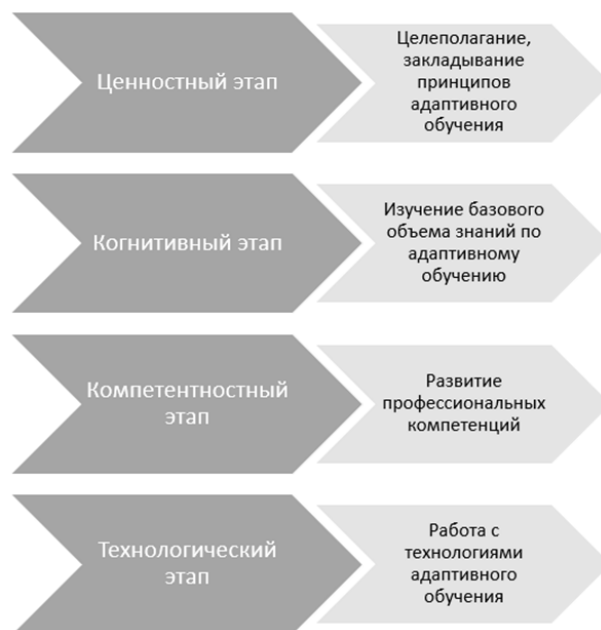 Ценностный этап
Целеполагание,
закладывание
принципов
адаптивного
обучения
Когнитивный этап
Изучение базового
объема знаний по
адаптивному
обучению
Компетентностный
этап
Развитие
профессиональных
компетенций
Технологический
этап
Работа с
технологиями
адаптивного
обучения